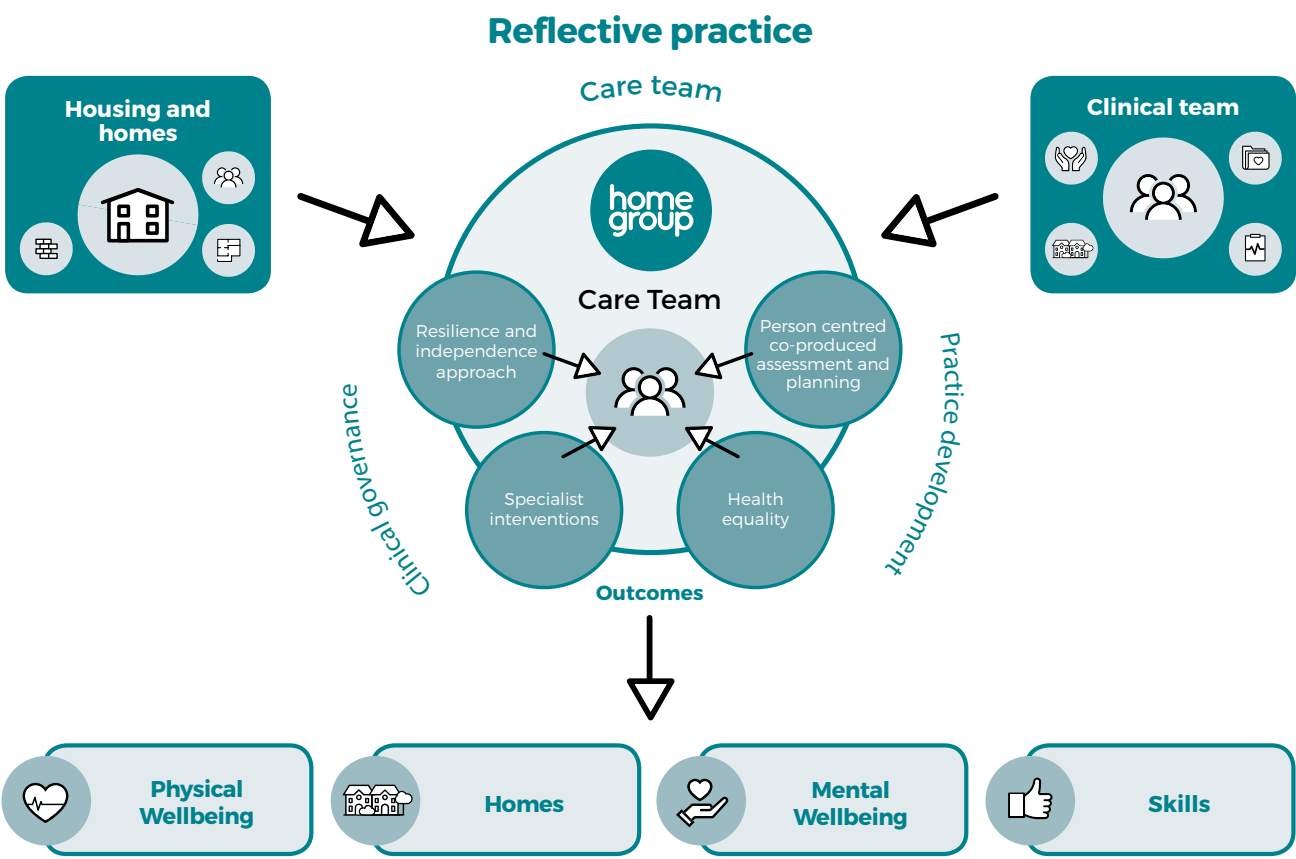 Reflective practice
Care team
Housing and
homes
Clinical team
home
group
Care Team
Resilience and
independence
approach
Person centred
co-produced
assessment and
planning
Clinical governance
Practice development
Specialist
interventions
Health
equality
Outcomes
Physical
Wellbeing
Homes
Mental
Wellbeing
Skills